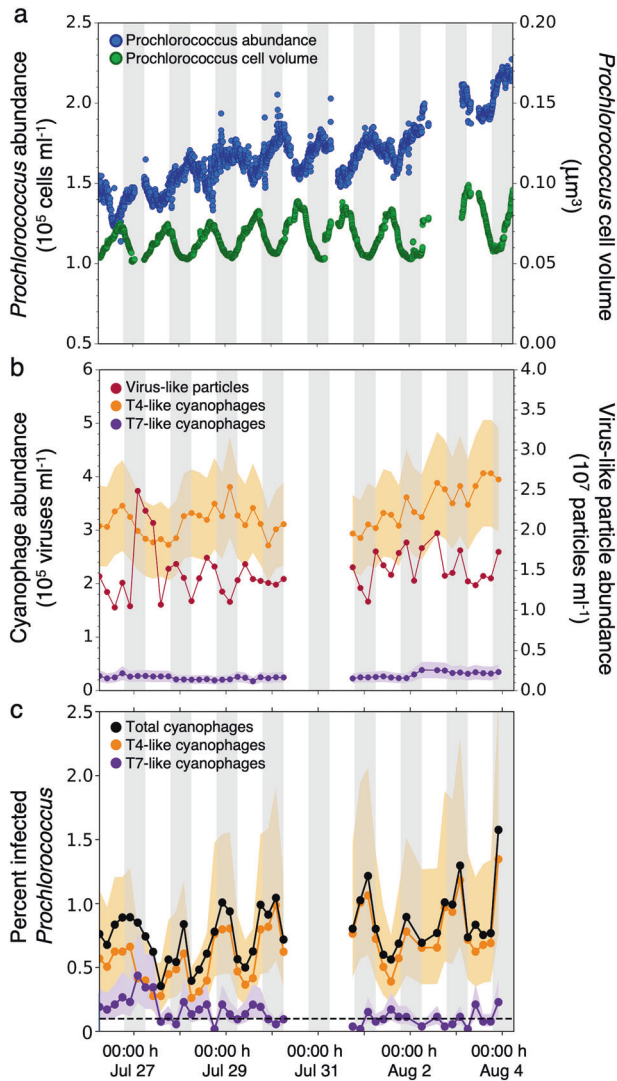 a
2.5
2.0
1.5
1.0
0.5
Prochlorococcus abundance
(10⁵ cells ml⁻¹)
Prochlorococcus abundance
Prochlorococcus cell volume
0.20
0.15
0.10
0.05
0.00
Prochlorococcus cell volume
(µm³)
b
6
5
4
3
2
1
0
Cyanophage abundance
(10⁵ viruses ml⁻¹)
Virus-like particles
T4-like cyanophages
T7-like cyanophages
4.0
3.5
3.0
2.5
2.0
1.5
1.0
0.5
0.0
Virus-like particle abundance
(10⁷ particles ml⁻¹)
c
2.5
2.0
1.5
1.0
0.5
0
Percent infected
Prochlorococcus
Total cyanophages
T4-like cyanophages
T7-like cyanophages
00:00 h 00:00 h 00:00 h 00:00 h 00:00 h
Jul 27 Jul 29 Jul 31 Aug 2 Aug 4